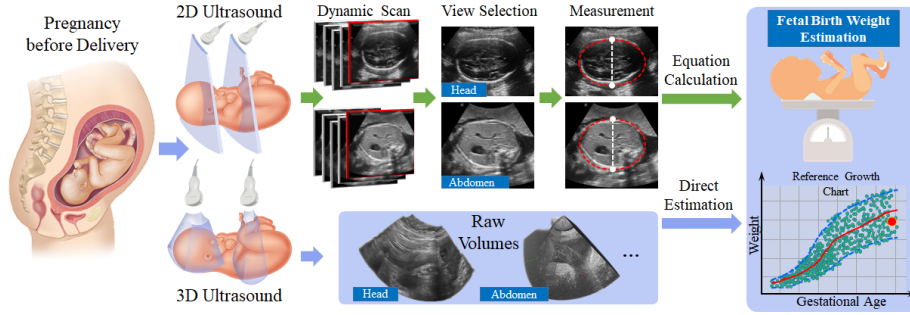 Pregnancy
before Delivery
2D Ultrasound
3D Ultrasound
Dynamic Scan
View Selection
Measurement
Head
Abdomen
Equation
Calculation
Direct
Estimation
Raw
Volumes
Head
Abdomen
...
Fetal Birth Weight
Estimation
Reference Growth
Chart
Weight
Gestational Age